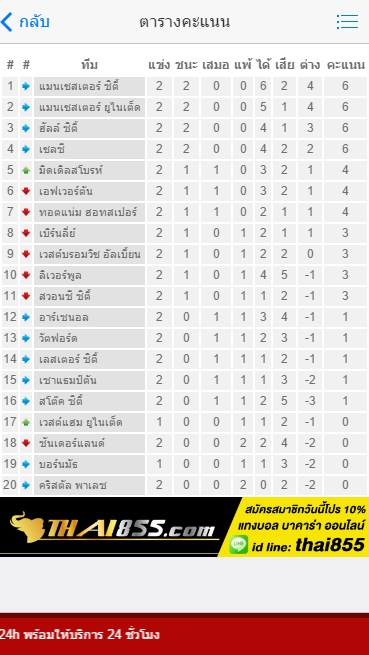 กลับ ตารางคะแนน
# # ทีม แข่ง ชนะ เสมอ แพ้ ได้ เสีย ต่าง คะแนน
1 แมนเชสเตอร์ ซิตี้ 2 2 0 0 6 2 4 6
2 แมนเชสเตอร์ ยูไนเต็ด 2 2 0 0 5 1 4 6
3 ฮัลล์ ซิตี้ 2 2 0 0 4 1 3 6
4 เชลซี 2 2 0 0 4 2 2 6
5 มิดเดิลสโบรห์ 2 1 1 0 3 2 1 4
6 เอฟเวอร์ตัน 2 1 1 0 3 2 1 4
7 ทอตแน่ม ฮอทสเปอร์ 2 1 1 0 2 1 1 4
8 เบิร์นลี่ย์ 2 1 0 1 2 1 1 3
9 เวสต์บรอมวิช อัลเบี้ยน 2 1 0 1 2 2 0 3
10 ลิเวอร์พูล 2 1 0 1 4 5 -1 3
11 สวอนซี ซิตี้ 2 1 0 1 1 2 -1 3
12 อาร์เซนอล 2 0 1 1 3 4 -1 1
13 วัตฟอร์ด 2 0 1 1 2 3 -1 1
14 เลสเตอร์ ซิตี้ 2 0 1 1 1 2 -1 1
15 เซาแธมป์ตัน 2 0 1 1 1 3 -2 1
16 สโต๊ค ซิตี้ 2 0 1 1 2 5 -3 1
17 เวสต์แฮม ยูไนเต็ด 1 0 0 1 1 2 -1 0
18 ซันเดอร์แลนด์ 2 0 0 2 2 4 -2 0
19 บอร์นมัธ 1 0 0 1 1 3 -2 0
20 คริสตัล พาเลซ 2 0 0 2 0 2 -2 0
THAI855.com
สมัครสมาชิกวันนี้โปร 10%
แทงบอล บาคาร่า ออนไลน์
LINE id line: thai855
24h พร้อมให้บริการ 24 ชั่วโมง